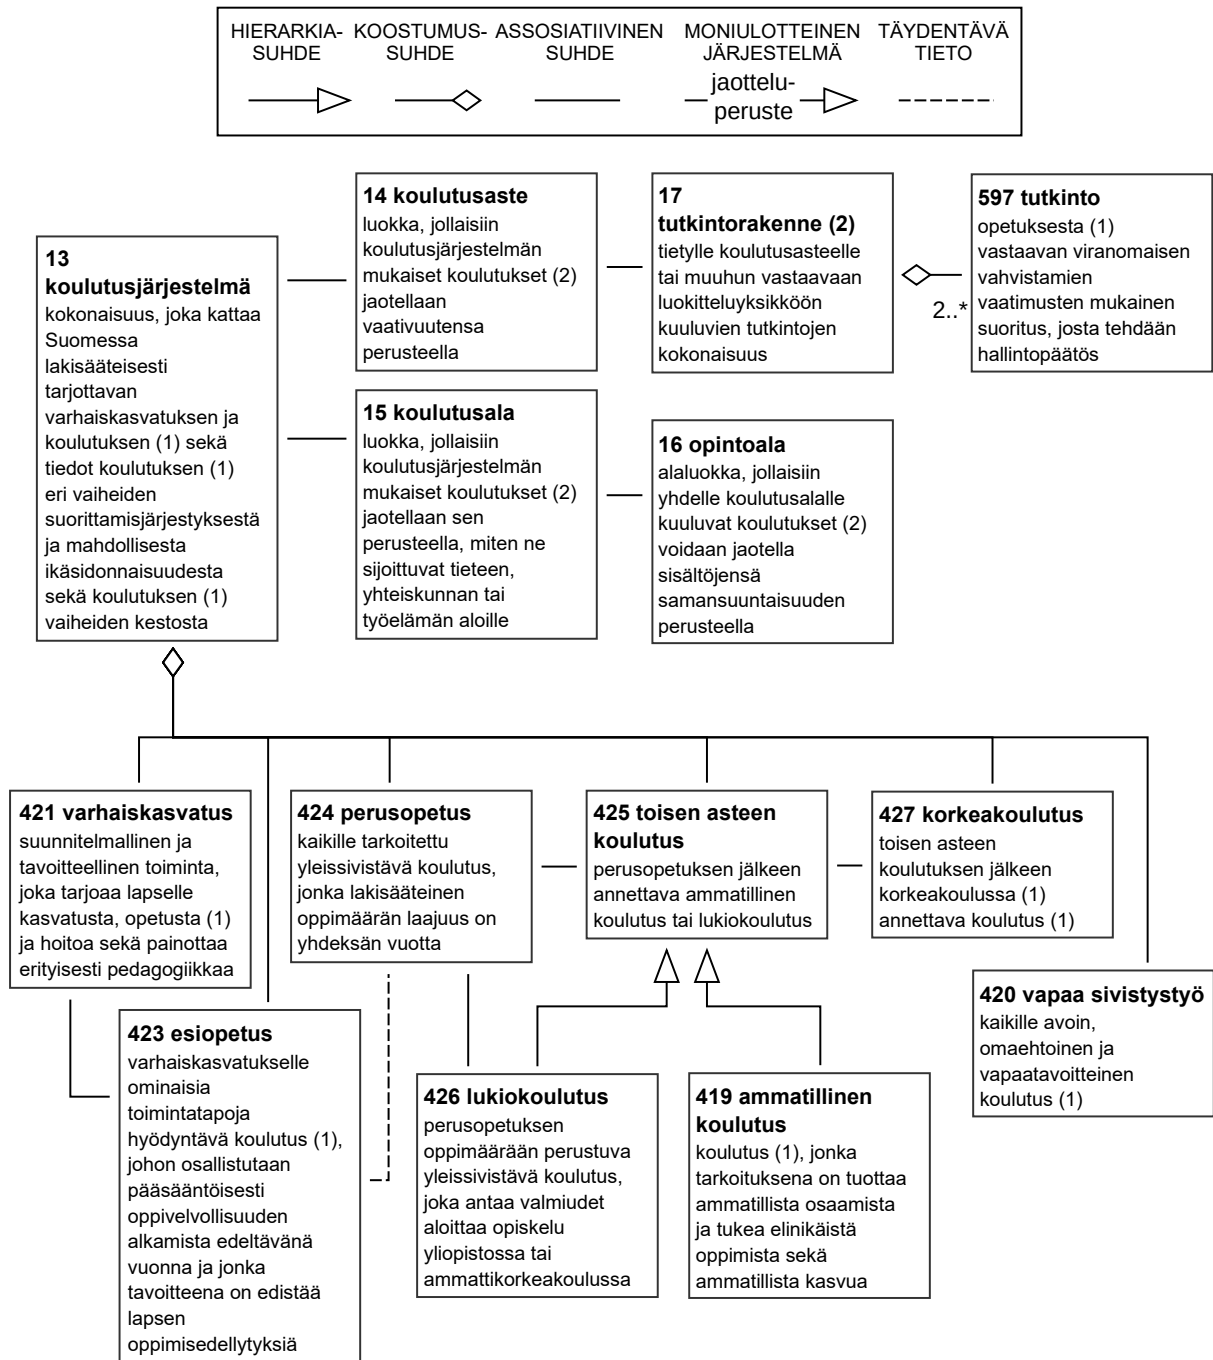 HIERARKIA-
SUHDE
KOOSTUMUS-
SUHDE
ASSOSIATIIVINEN
SUHDE
MONIULOTTEINEN
JÄRJESTELMÄ
TÄYDENTÄVÄ
TIETO
jaottelu-
peruste
13
koulutusjärjestelmä
kokonaisuus, joka kattaa
Suomessa
lakisääteisesti
tarjottavan
varhaiskasvatuksen ja
koulutuksen (1) sekä
tiedot koulutuksen (1)
eri vaiheiden
suorittamisjärjestyksestä
ja mahdollisesta
ikäsidonnaisuudesta
sekä koulutuksen (1)
vaiheiden kestosta
14 koulutusaste
luokka, jollaisiin
koulutusjärjestelmän
mukaiset koulutukset (2)
jaotellaan
vaativuutensa
perusteella
17
tutkintorakenne (2)
tietylle koulutusasteelle
tai muuhun vastaavaan
luokitteluyksikköön
kuuluvien tutkintojen
kokonaisuus
2..*
597 tutkinto
opetuksesta (1)
vastaavan viranomaisen
vahvistamien
vaatimusten mukainen
suoritus, josta tehdään
hallintopäätös
15 koulutusala
luokka, jollaisiin
koulutusjärjestelmän
mukaiset koulutukset (2)
jaotellaan sen
perusteella, miten ne
sijoittuvat tieteen,
yhteiskunnan tai
työelämän aloille
16 opintoala
alaluokka, jollaisiin
yhdelle koulutusalalle
kuuluvat koulutukset (2)
voidaan jaotella
sisältöjensä
samansuuntaisuuden
perusteella
421 varhaiskasvatus
suunnitelmallinen ja
tavoitteellinen toiminta,
joka tarjoaa lapselle
kasvatusta, opetusta (1)
ja hoitoa sekä painottaa
erityisesti pedagogiikkaa
424 perusopetus
kaikille tarkoitettu
yleissivistävä koulutus,
jonka lakisääteinen
oppimäärän laajuus on
yhdeksän vuotta
425 toisen asteen
koulutus
perusopetuksen jälkeen
annettava ammatillinen
koulutus tai lukiokoulutus
427 korkeakoulutus
toisen asteen
koulutuksen jälkeen
korkeakoulussa (1)
annettava koulutus (1)
420 vapaa sivistystyö
kaikille avoin,
omaehtoinen ja
vapaatavoitteinen
koulutus (1)
423 esiopetus
varhaiskasvatukselle
ominaisia
toimintatapoja
hyödyntävä koulutus (1),
johon osallistutaan
pääsääntöisesti
oppivelvollisuuden
alkamista edeltävänä
vuonna ja jonka
tavoitteena on edistää
lapsen
oppimisedellytyksiä
426 lukiokoulutus
perusopetuksen
oppimäärään perustuva
yleissivistävä koulutus,
joka antaa valmiudet
aloittaa opiskelu
yliopistossa tai
ammattikorkeakoulussa
419 ammatillinen
koulutus
koulutus (1), jonka
tarkoituksena on tuottaa
ammatillista osaamista
ja tukea elinikäistä
oppimista sekä
ammatillista kasvua